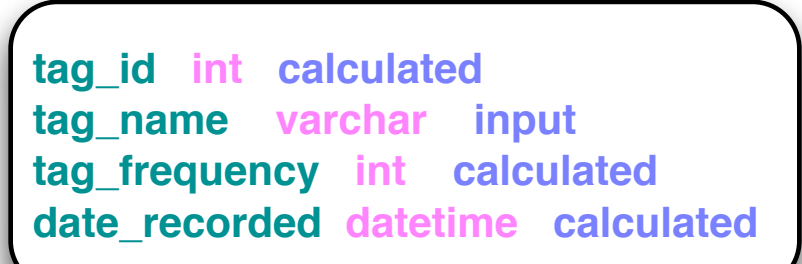 tag_id int calculated
tag_name varchar input
tag_frequency int calculated
date_recorded datetime calculated